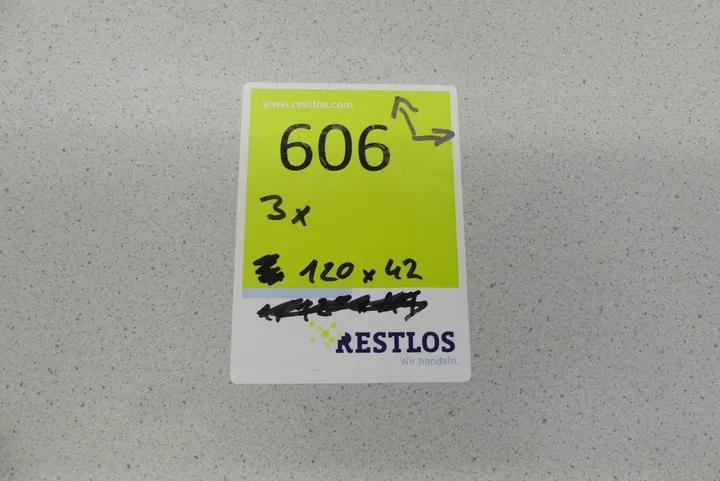 www.restlos.com
606
3x
120 x 42
RESTLOS
Wir handeln.